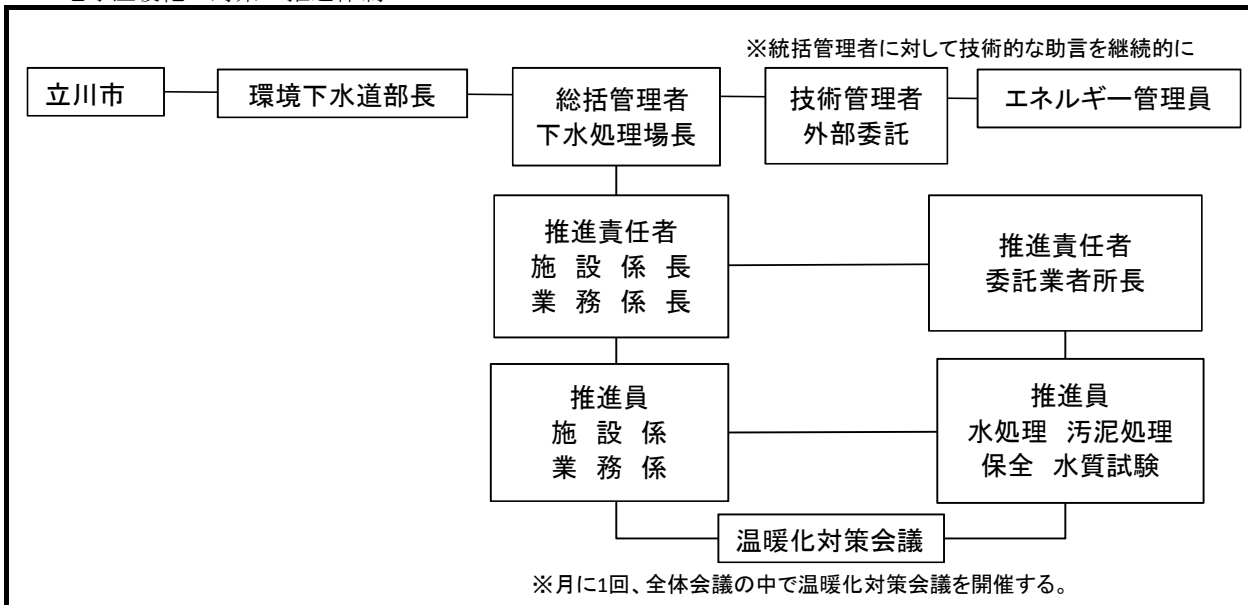 ※統括管理者に対して技術的な助言を継続的に
立川市
環境下水道部長
総括管理者
下水処理場長
技術管理者
外部委託
エネルギー管理員
推進責任者
施 設 係 長
業 務 係 長
推進責任者
委託業者所長
推進員
施 設 係
業 務 係
推進員
水処理 汚泥処理
保全 水質試験
温暖化対策会議
※月に1回、全体会議の中で温暖化対策会議を開催する。